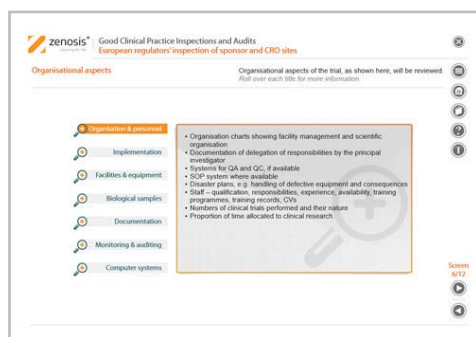 zenosis®
Good Clinical Practice Inspections and Audits
European regulators' inspection of sponsor and CRO sites
Organisational aspects
Organisational aspects of the trial, as shown here, will be reviewed
Roll over each title for more information
Organisation & personnel
Implementation
Facilities & equipment
Biological samples
Documentation
Monitoring & auditing
Computer systems
• Organisation charts showing facility management and scientific
organisation
• Documentation of delegation of responsibilities by the principal
investigator
• Systems for QA and QC, if available
• SOP system where available
• Disaster plans, e.g. handling of defective equipment and consequences
• Staff – qualification, responsibilities, experience, availability, training
programmes, training records, CVs
• Numbers of clinical trials performed and their nature
• Proportion of time allocated to clinical research
Screen
6/12